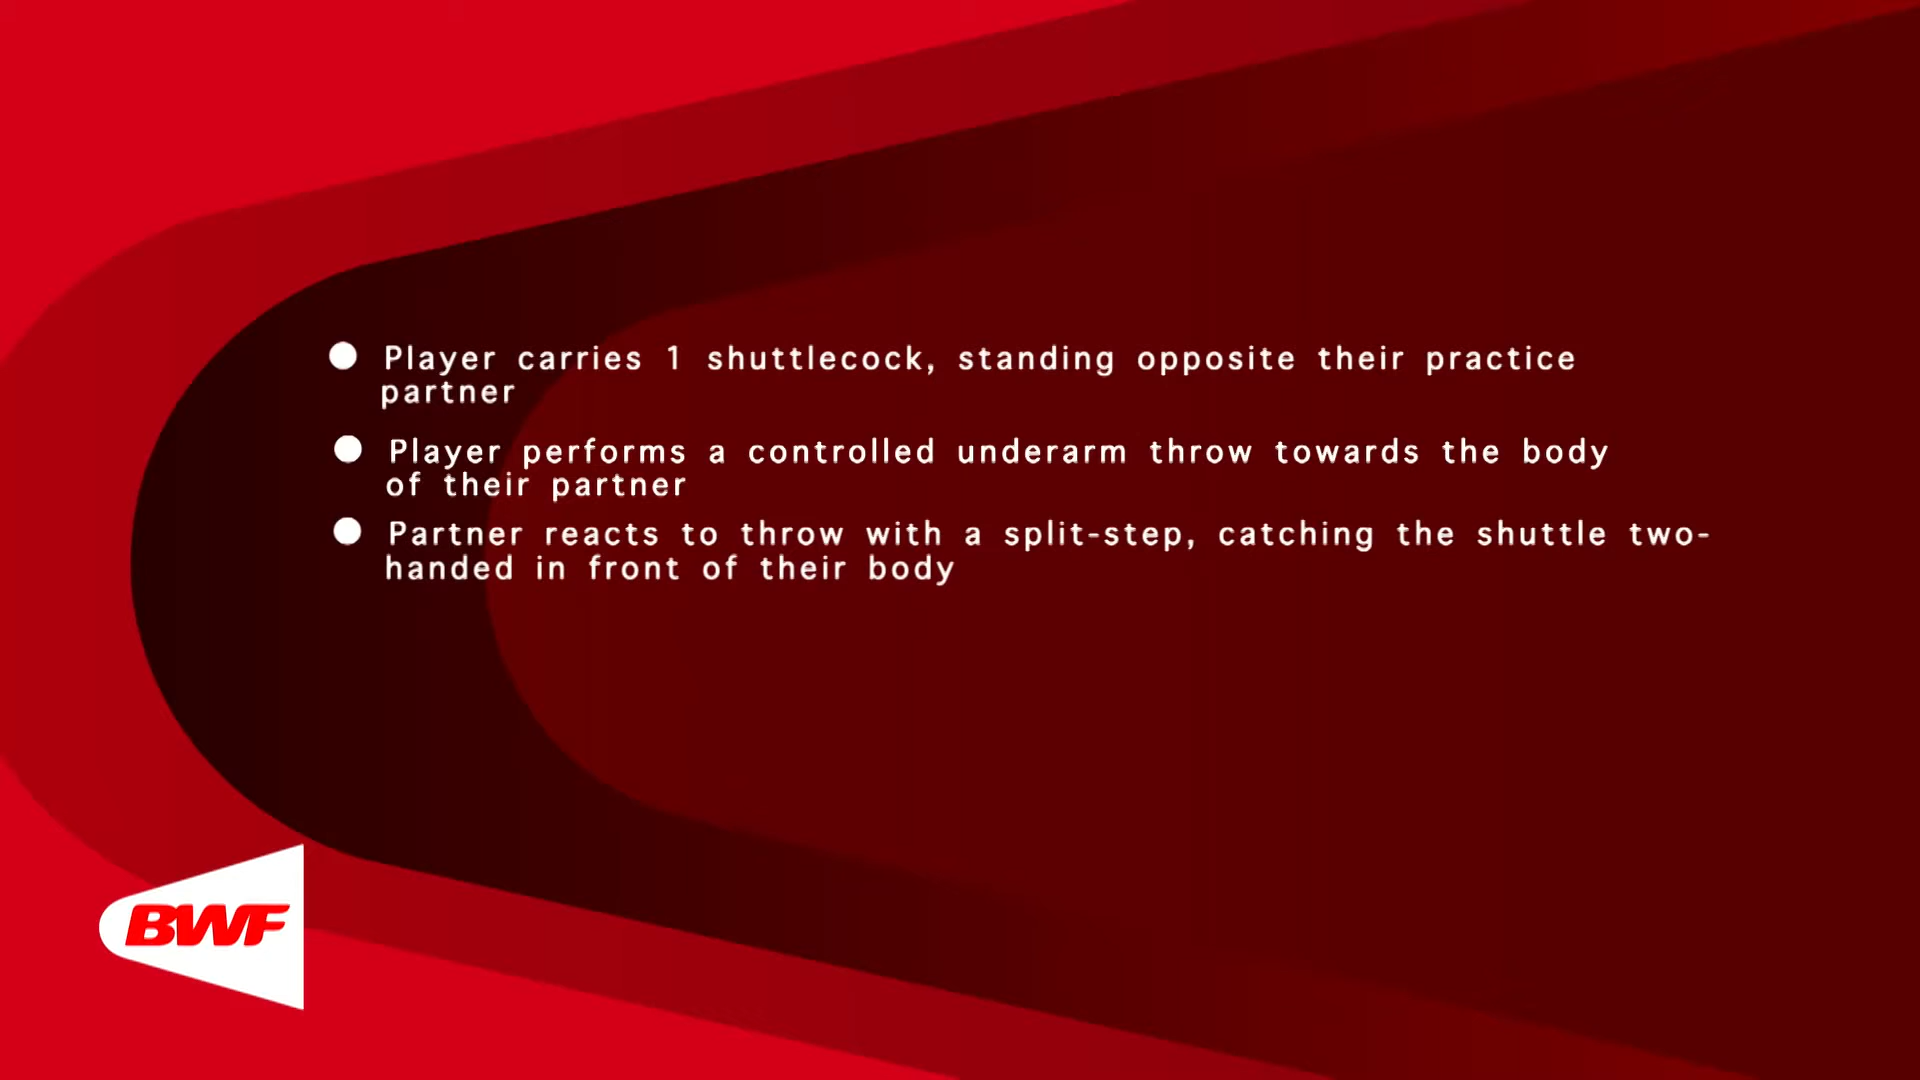 ● Player carries 1 shuttlecock, standing opposite their practice
partner
● Player performs a controlled underarm throw towards the body
of their partner
● Partner reacts to throw with a split-step, catching the shuttle two-
handed in front of their body
BWF